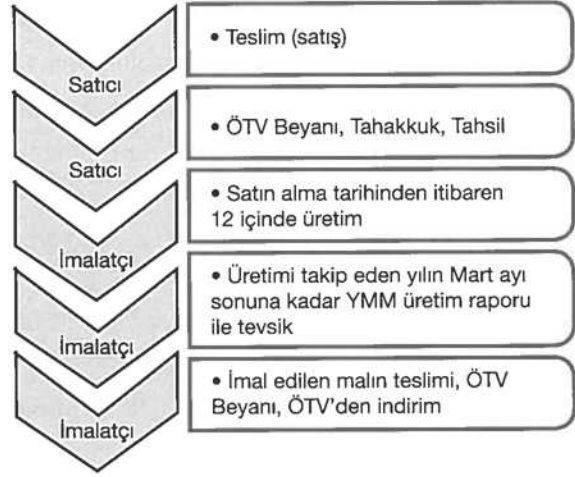 • Teslim (satış)
Satıcı
• ÖTV Beyanı, Tahakkuk, Tahsil
Satıcı
• Satın alma tarihinden itibaren
12 içinde üretim
İmalatçı
• Üretimi takip eden yılın Mart ayı
sonuna kadar YMM üretim raporu
ile tevsik
İmalatçı
• İmal edilen malın teslimi, ÖTV
Beyanı, ÖTV'den indirim
İmalatçı